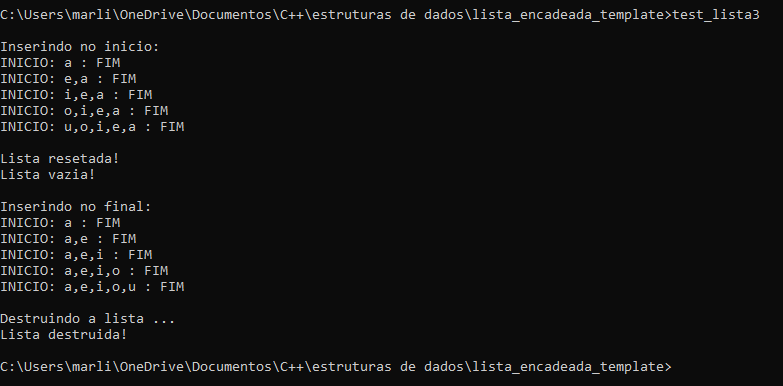 C:\Users\marli\OneDrive\Documentos\C++\estruturas de dados\lista_encadeada_template>test_lista3
Inserindo no inicio:
INICIO: a : FIM
INICIO: e,a : FIM
INICIO: i,e,a : FIM
INICIO: o,i,e,a : FIM
INICIO: u,o,i,e,a : FIM
Lista resetada!
Lista vazia!
Inserindo no final:
INICIO: a : FIM
INICIO: a,e : FIM
INICIO: a,e,i : FIM
INICIO: a,e,i,o : FIM
INICIO: a,e,i,o,u : FIM
Destruindo a lista ...
Lista destruida!
C:\Users\marli\OneDrive\Documentos\C++\estruturas de dados\lista_encadeada_template>